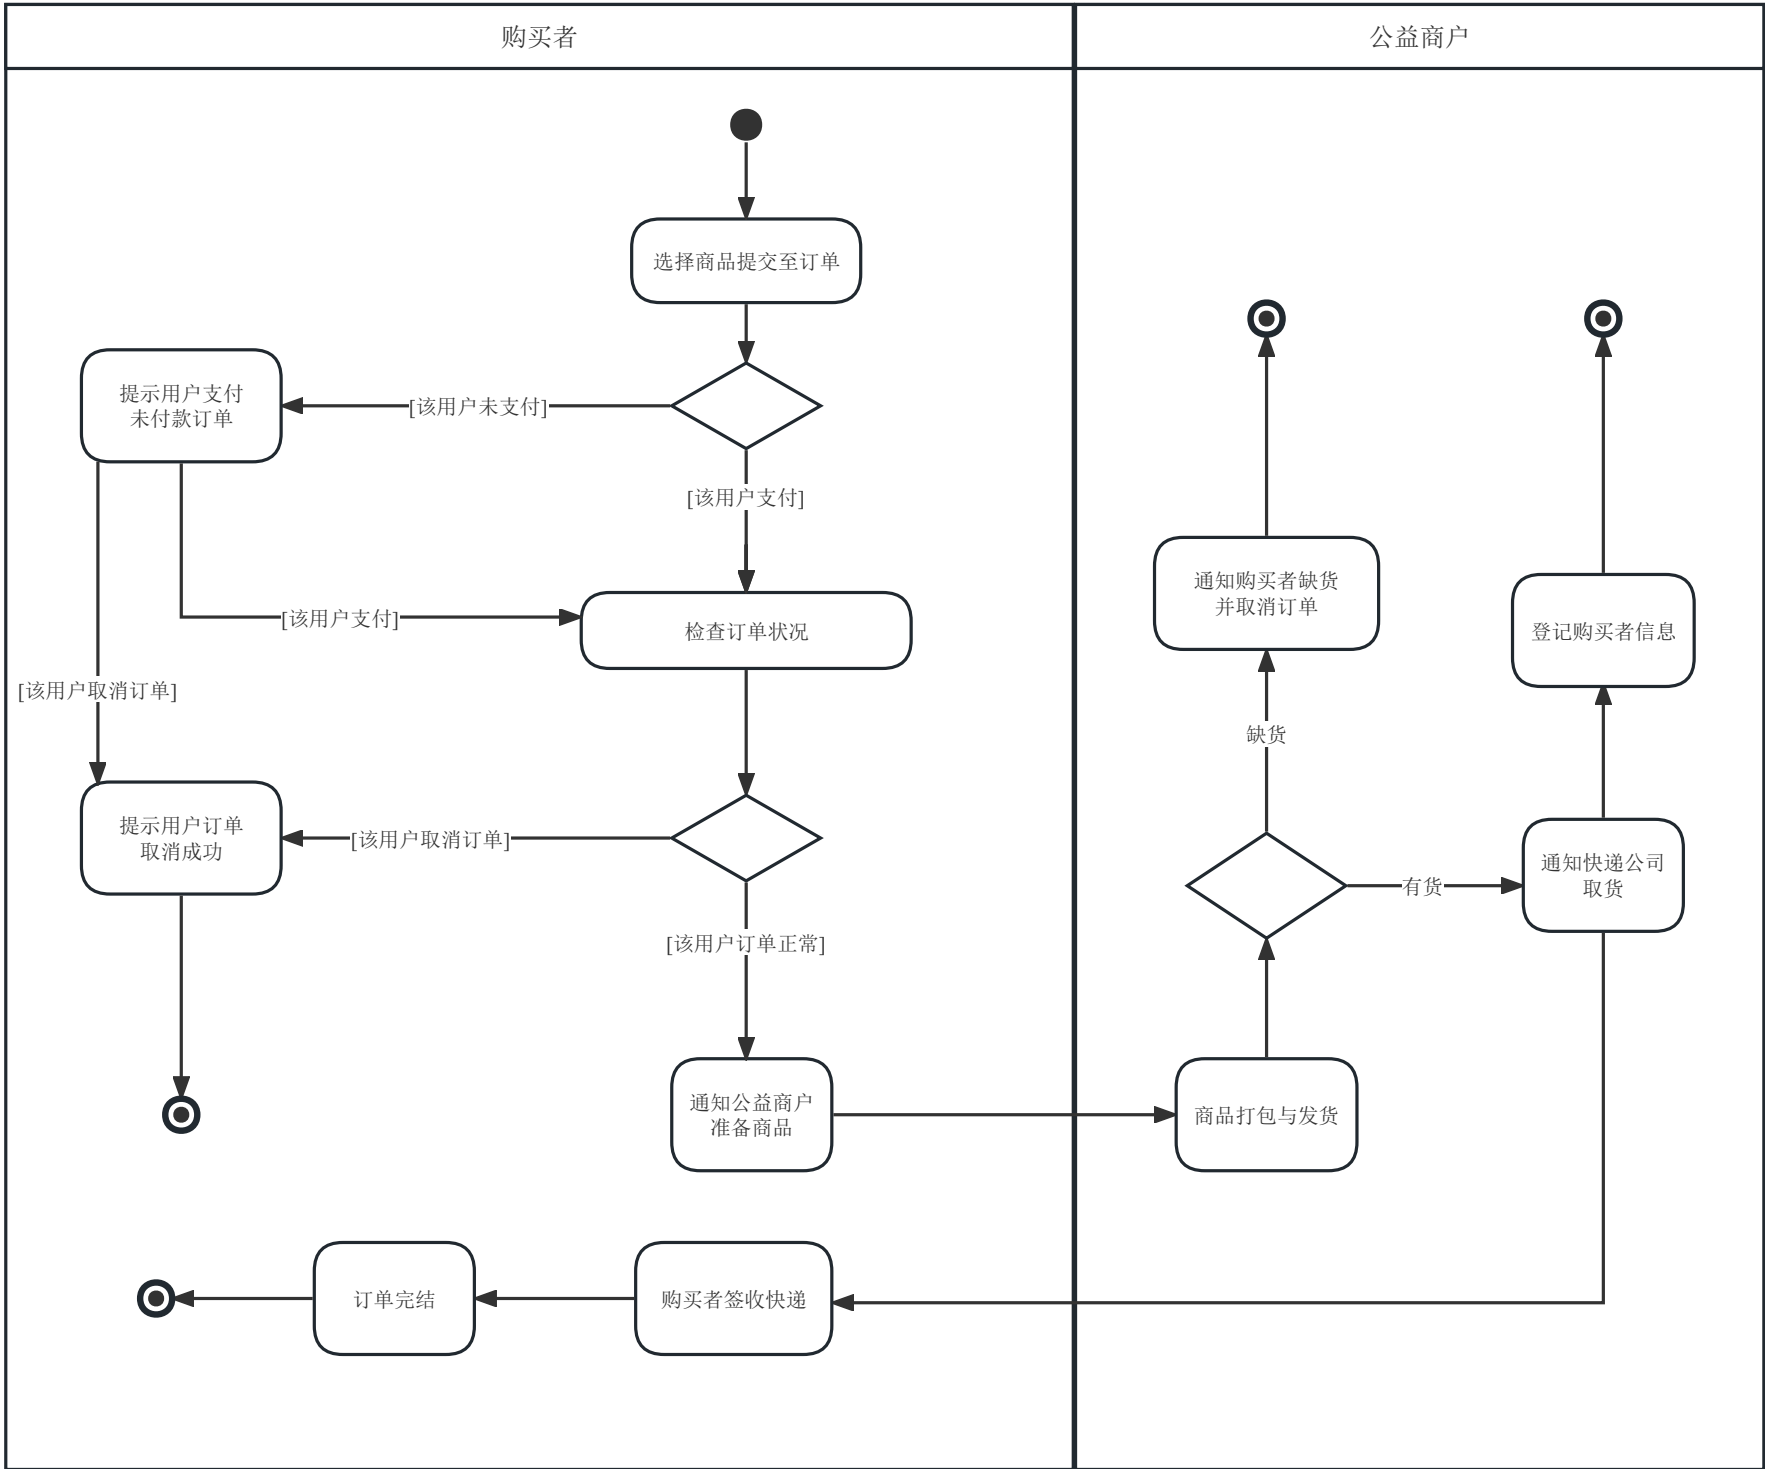 购买者
公益商户
选择商品提交至订单
提示用户支付
未付款订单
[该用户未支付]
[该用户支付]
[该用户支付]
检查订单状况
[该用户取消订单]
提示用户订单
取消成功
[该用户取消订单]
[该用户订单正常]
通知公益商户
准备商品
订单完结
购买者签收快递
通知购买者缺货
并取消订单
登记购买者信息
缺货
有货
通知快递公司
取货
商品打包与发货